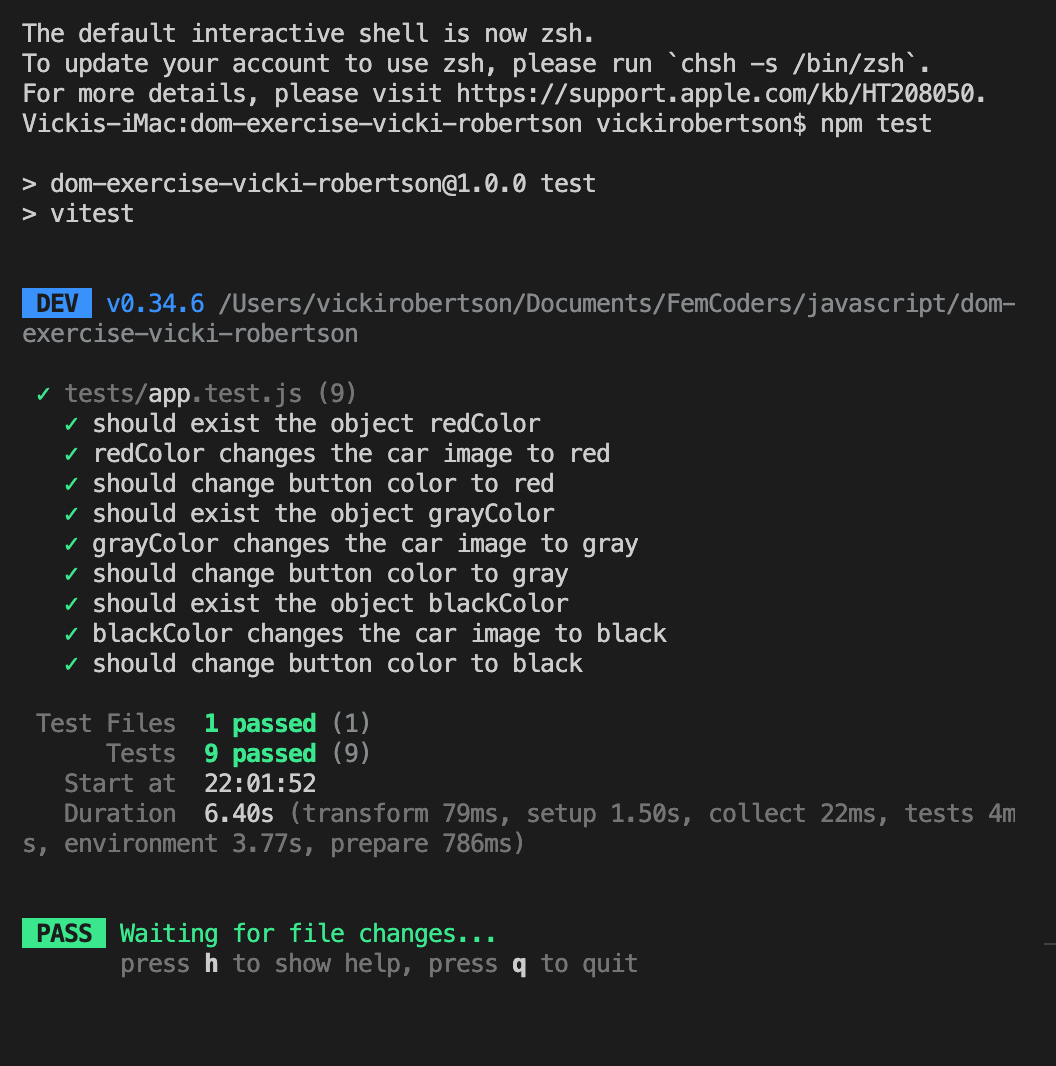 The default interactive shell is now zsh.
To update your account to use zsh, please run `chsh -s /bin/zsh`.
For more details, please visit https://support.apple.com/kb/HT208050.
Vickis-iMac:dom-exercise-vicki-robertson vickirobertson$ npm test
> dom-exercise-vicki-robertson@1.0.0 test
> vitest
DEV v0.34.6 /Users/vickirobertson/Documents/FemCoders/javascript/dom-
exercise-vicki-robertson
✓ tests/app.test.js (9)
✓ should exist the object redColor
✓ redColor changes the car image to red
✓ should change button color to red
✓ should exist the object grayColor
✓ grayColor changes the car image to gray
✓ should change button color to gray
✓ should exist the object blackColor
✓ blackColor changes the car image to black
✓ should change button color to black
Test Files 1 passed (1)
Tests 9 passed (9)
Start at 22:01:52
Duration 6.40s (transform 79ms, setup 1.50s, collect 22ms, tests 4m
s, environment 3.77s, prepare 786ms)
PASS Waiting for file changes...
press h to show help, press q to quit